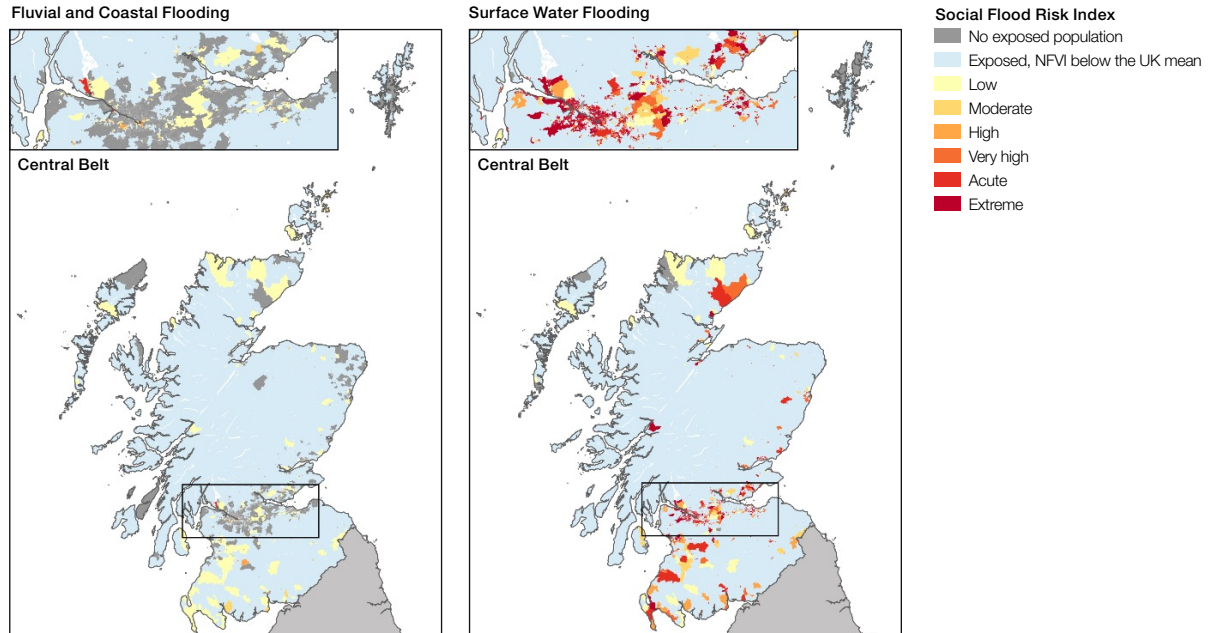 Fluvial and Coastal Flooding
Central Belt
Surface Water Flooding
Central Belt
Social Flood Risk Index
No exposed population
Exposed, NFVI below the UK mean
Low
Moderate
High
Very high
Acute
Extreme